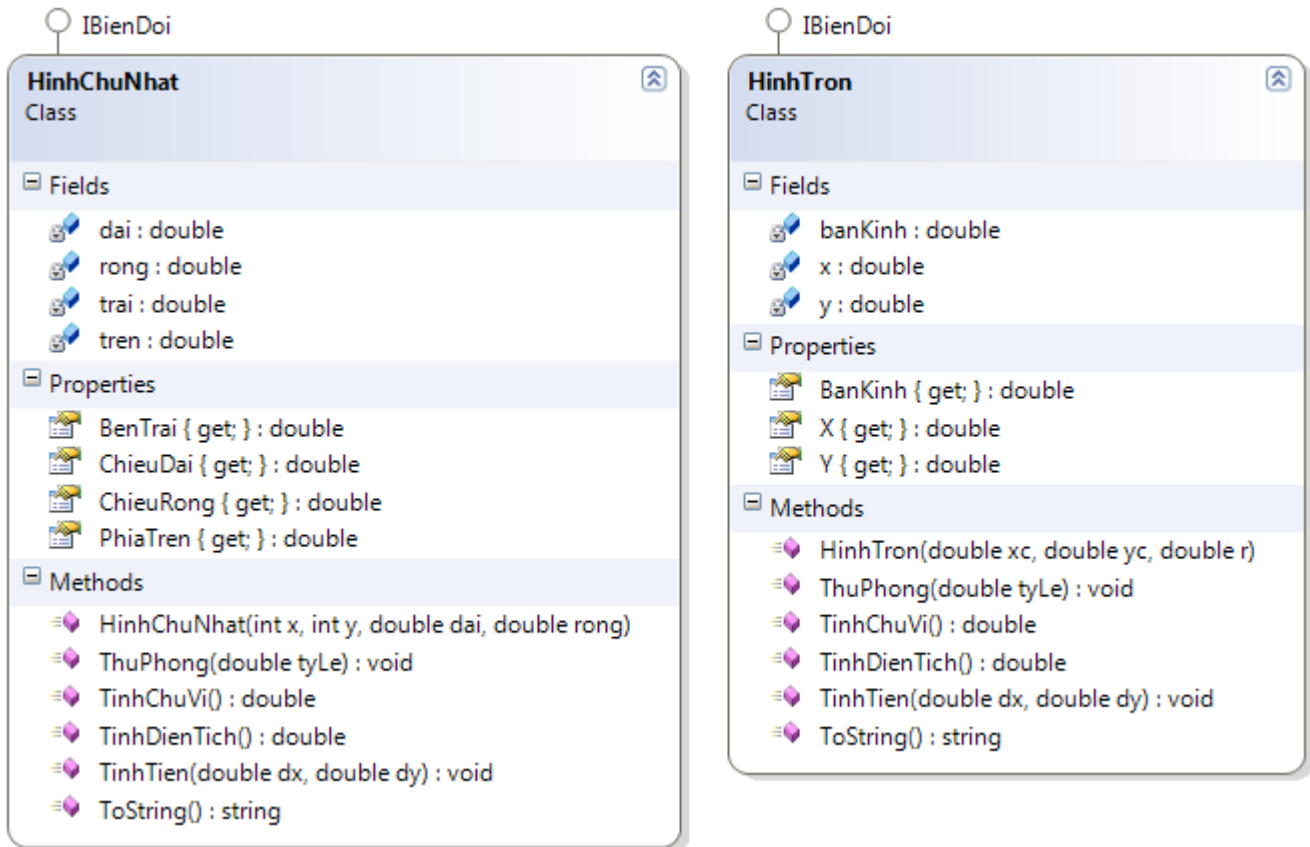 IBienDoi
HinhChuNhat
Class
Fields
dai : double
rong : double
trai : double
tren : double
Properties
BenTrai { get; } : double
ChieuDai { get; } : double
ChieuRong { get; } : double
PhiaTren { get; } : double
Methods
HinhChuNhat(int x, int y, double dai, double rong)
ThuPhong(double tyLe) : void
TinhChuVi() : double
TinhDienTich() : double
TinhTien(double dx, double dy) : void
ToString() : string
IBienDoi
HinhTron
Class
Fields
banKinh : double
x : double
y : double
Properties
BanKinh { get; } : double
X { get; } : double
Y { get; } : double
Methods
HinhTron(double xc, double yc, double r)
ThuPhong(double tyLe) : void
TinhChuVi() : double
TinhDienTich() : double
TinhTien(double dx, double dy) : void
ToString() : string